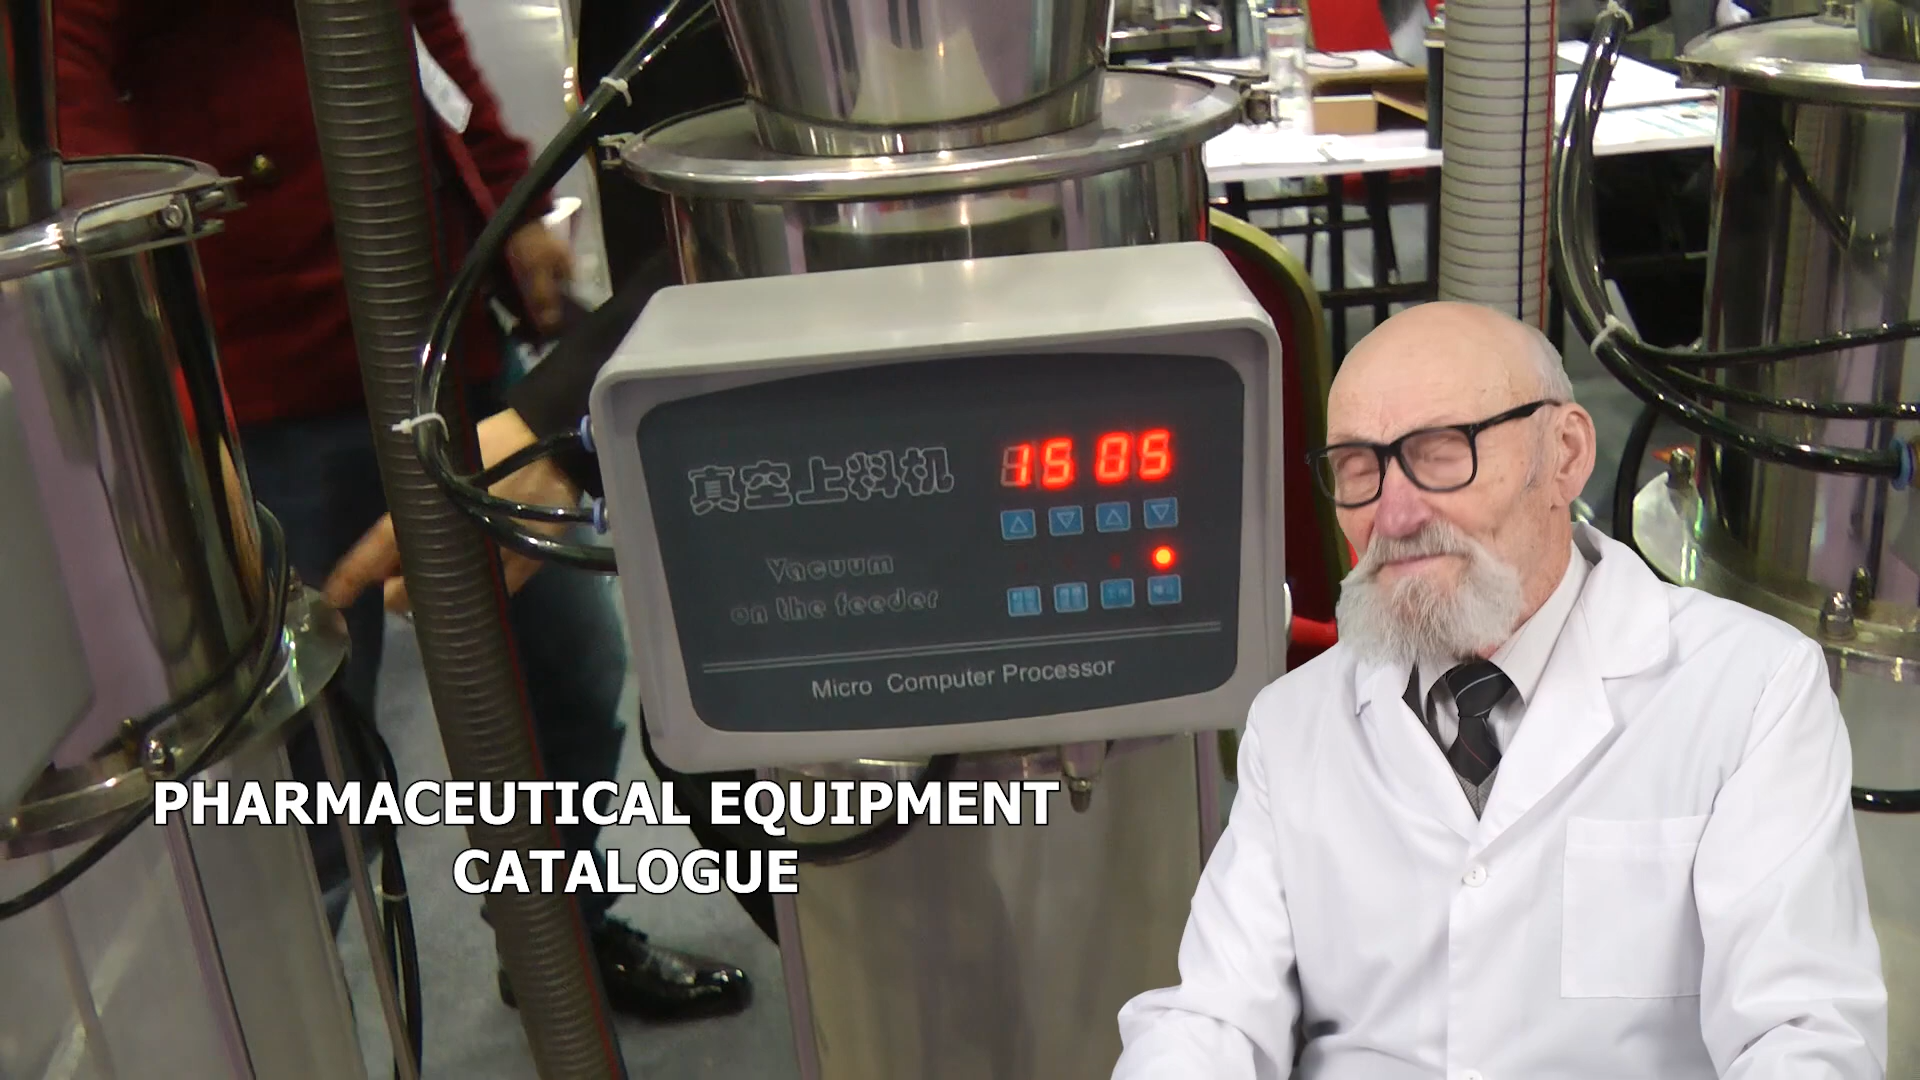 15 05
真空上料机
Vacuum
on the feeder
Micro Computer Processor
PHARMACEUTICAL EQUIPMENT
CATALOGUE